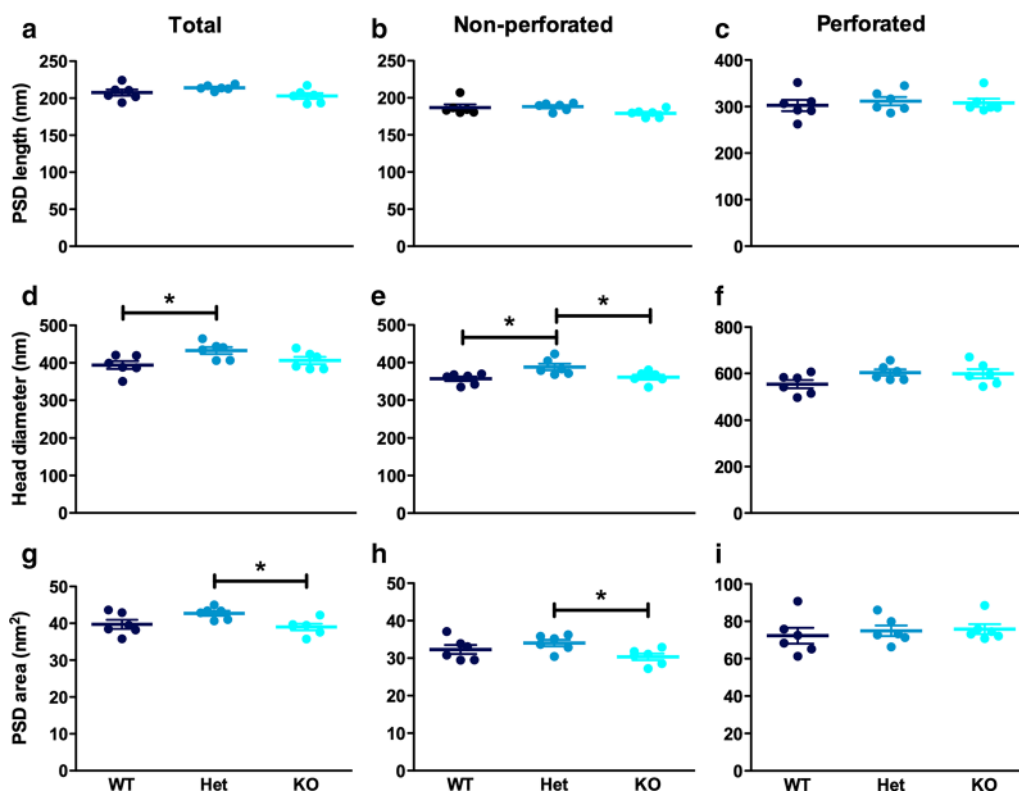 a Total b Non-perforated c Perforated
PSD length (nm)
250 250 400
200 200 300
150 150 200
100 100 100
50 50
0 0 0
d * e * * f
Head diameter (nm)
500 500 800
400 400 600
300 300 400
200 200 200
100 100
0 0 0
g * h * i
PSD area (nm²)
50 50 100
40 40 80
30 30 60
20 20 40
10 10 20
0 0 0
WT Het KO WT Het KO WT Het KO